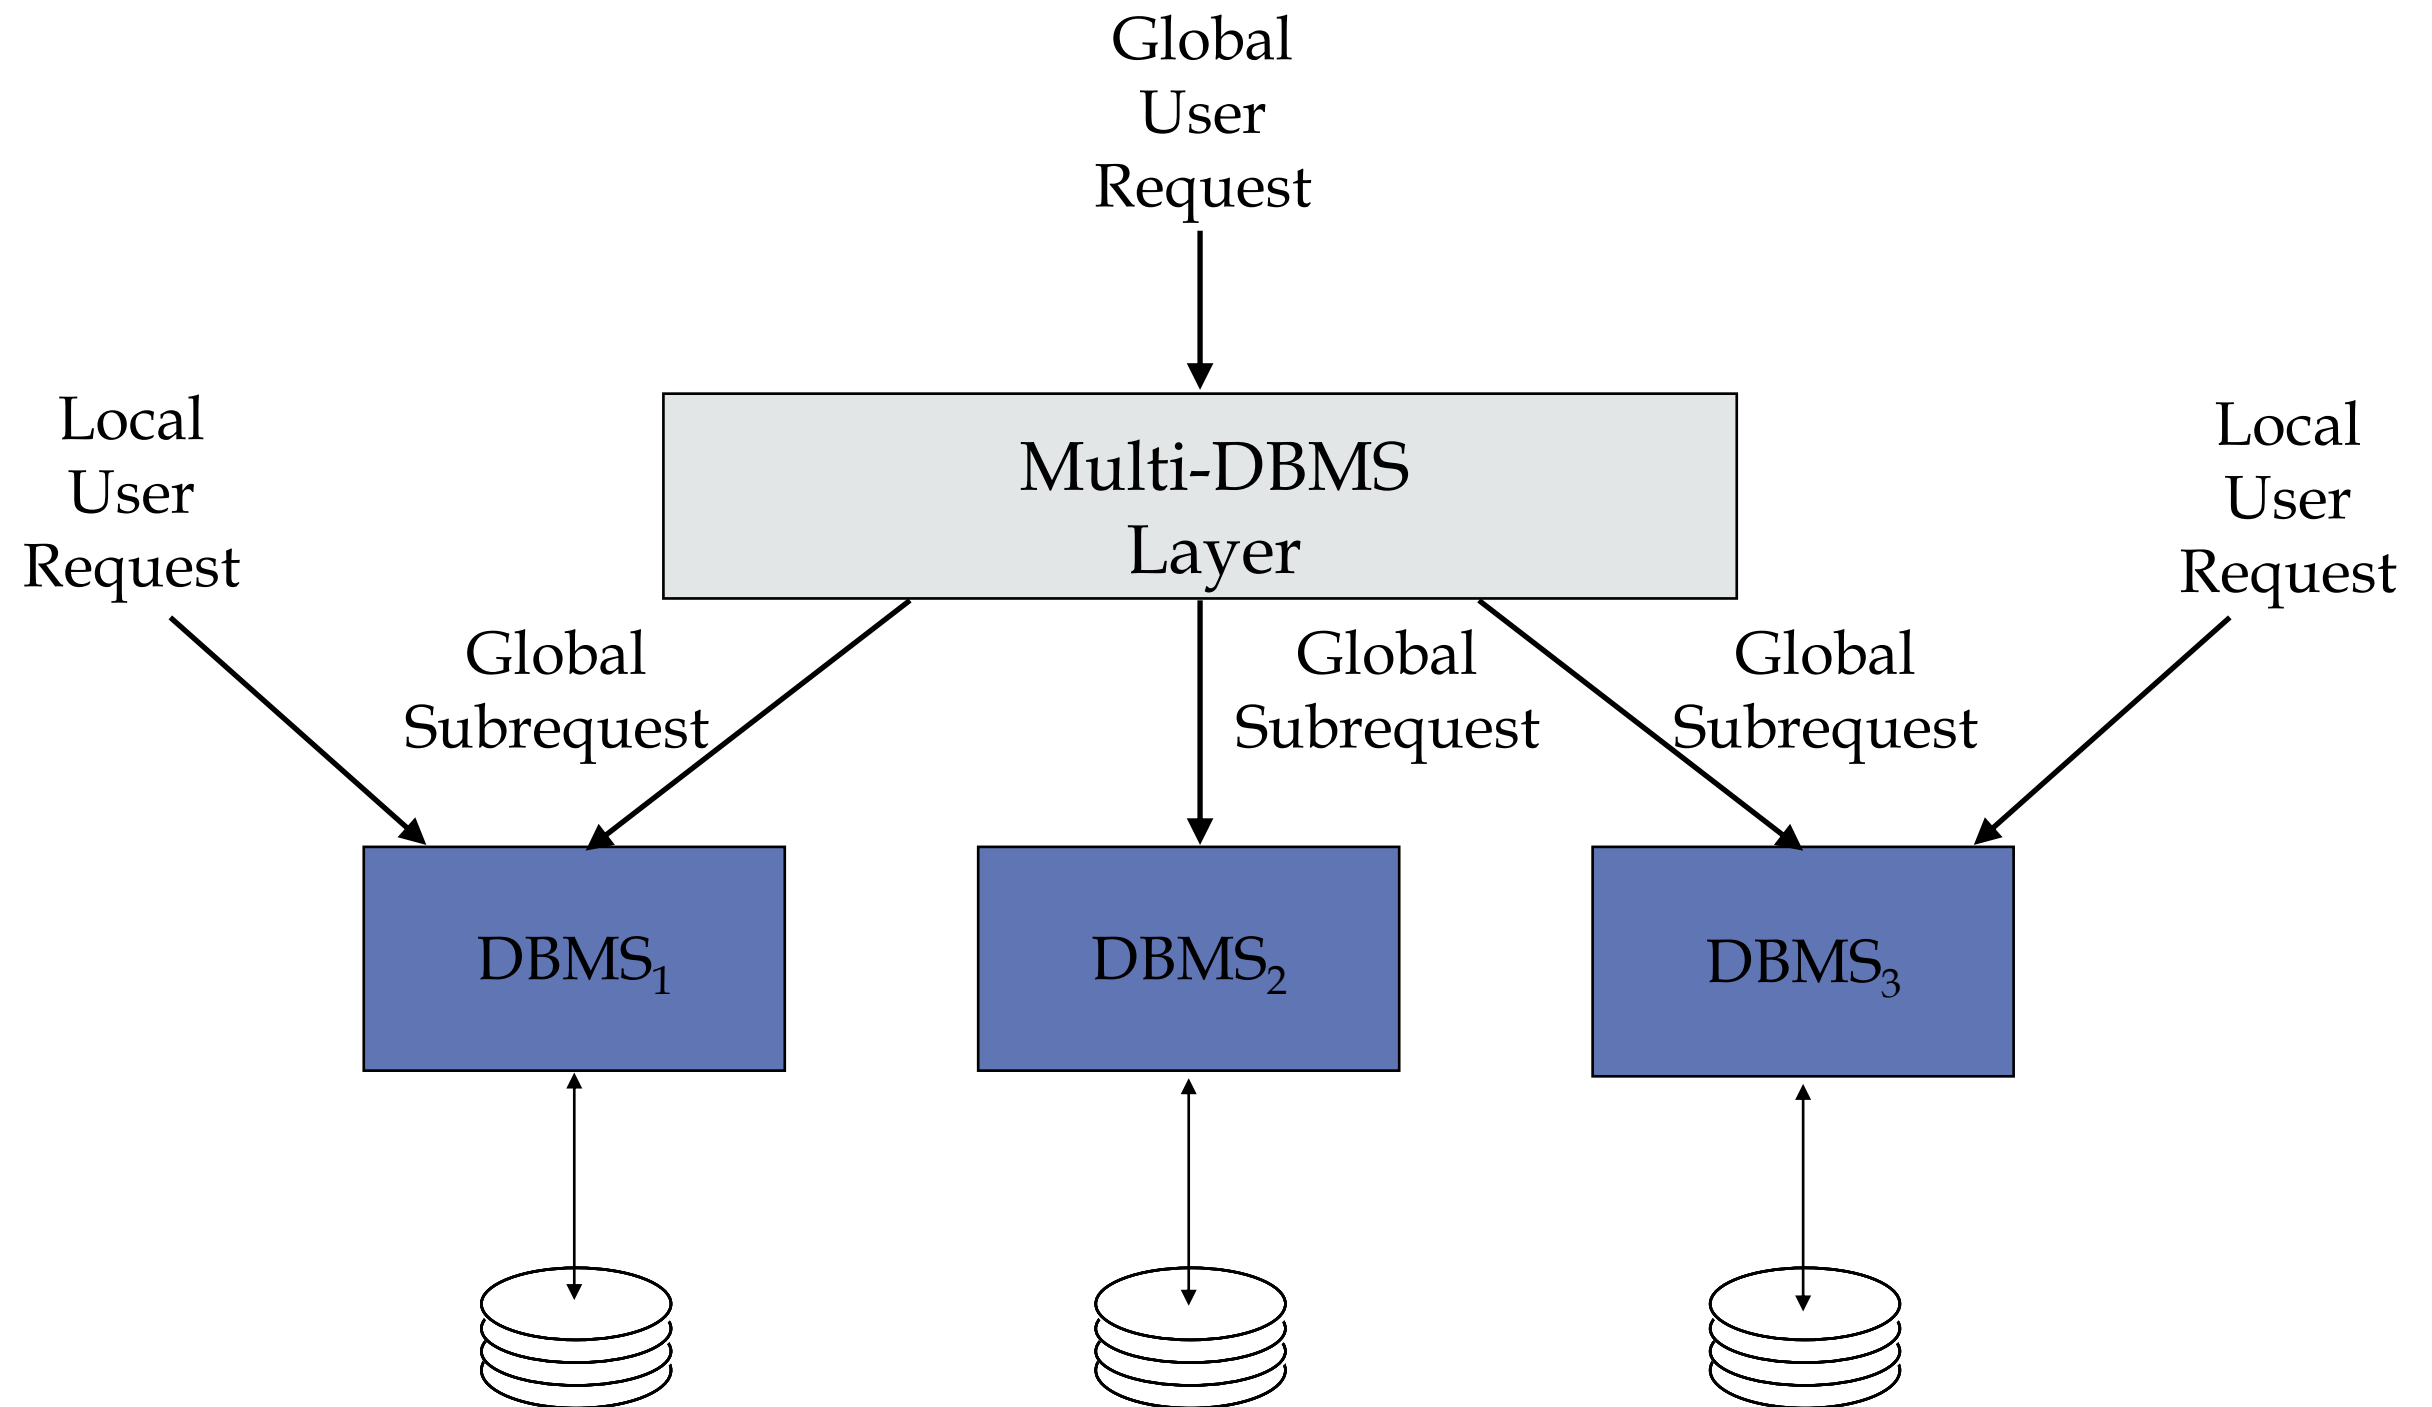 Global
User
Request
Local
User
Request
Multi-DBMS
Layer
Local
User
Request
Global
Subrequest
Global
Subrequest
Global
Subrequest
DBMS₁
DBMS₂
DBMS₃